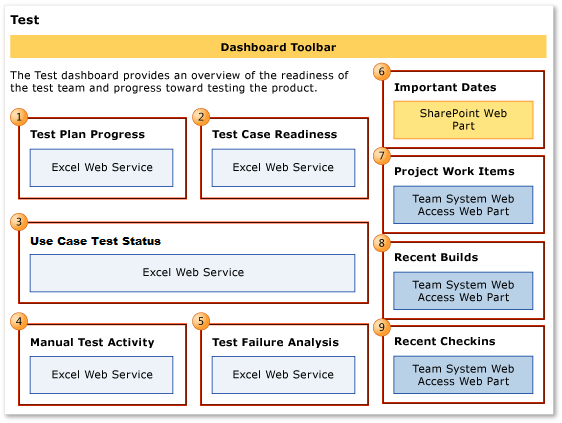 Test
Dashboard Toolbar
The Test dashboard provides an overview of the readiness of
the test team and progress toward testing the product.
1
Test Plan Progress
Excel Web Service
2
Test Case Readiness
Excel Web Service
3
Use Case Test Status
Excel Web Service
4
Manual Test Activity
Excel Web Service
5
Test Failure Analysis
Excel Web Service
6
Important Dates
SharePoint Web
Part
7
Project Work Items
Team System Web
Access Web Part
8
Recent Builds
Team System Web
Access Web Part
9
Recent Checkins
Team System Web
Access Web Part